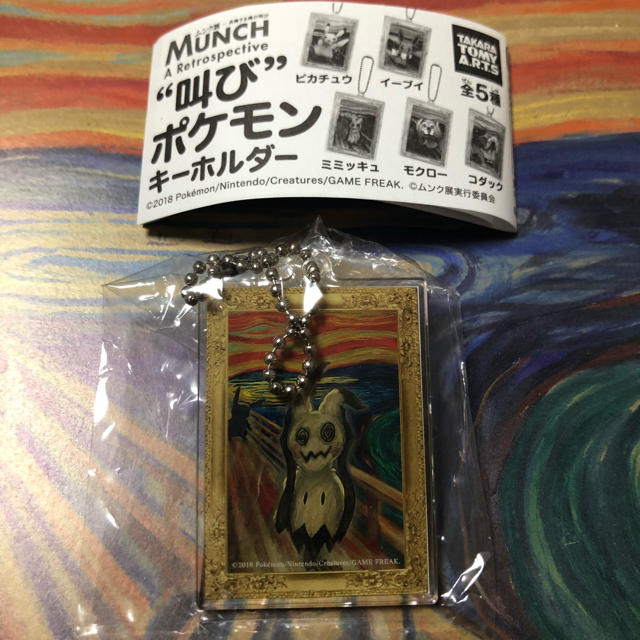 ムンク展―共鳴する魂の叫び
MUNCH
A Retrospective
"叫び"
ポケモン
キーホルダー
©2018 Pokémon/Nintendo/Creatures/GAME FREAK. ©ムンク展実行委員会
ピカチュウ
イーブイ
ミミッキュ
モクロー
コダック
TAKARA
TOMY
A.R.T.S
全5種
©2018 Pokémon/Nintendo/Creatures/GAME FREAK.